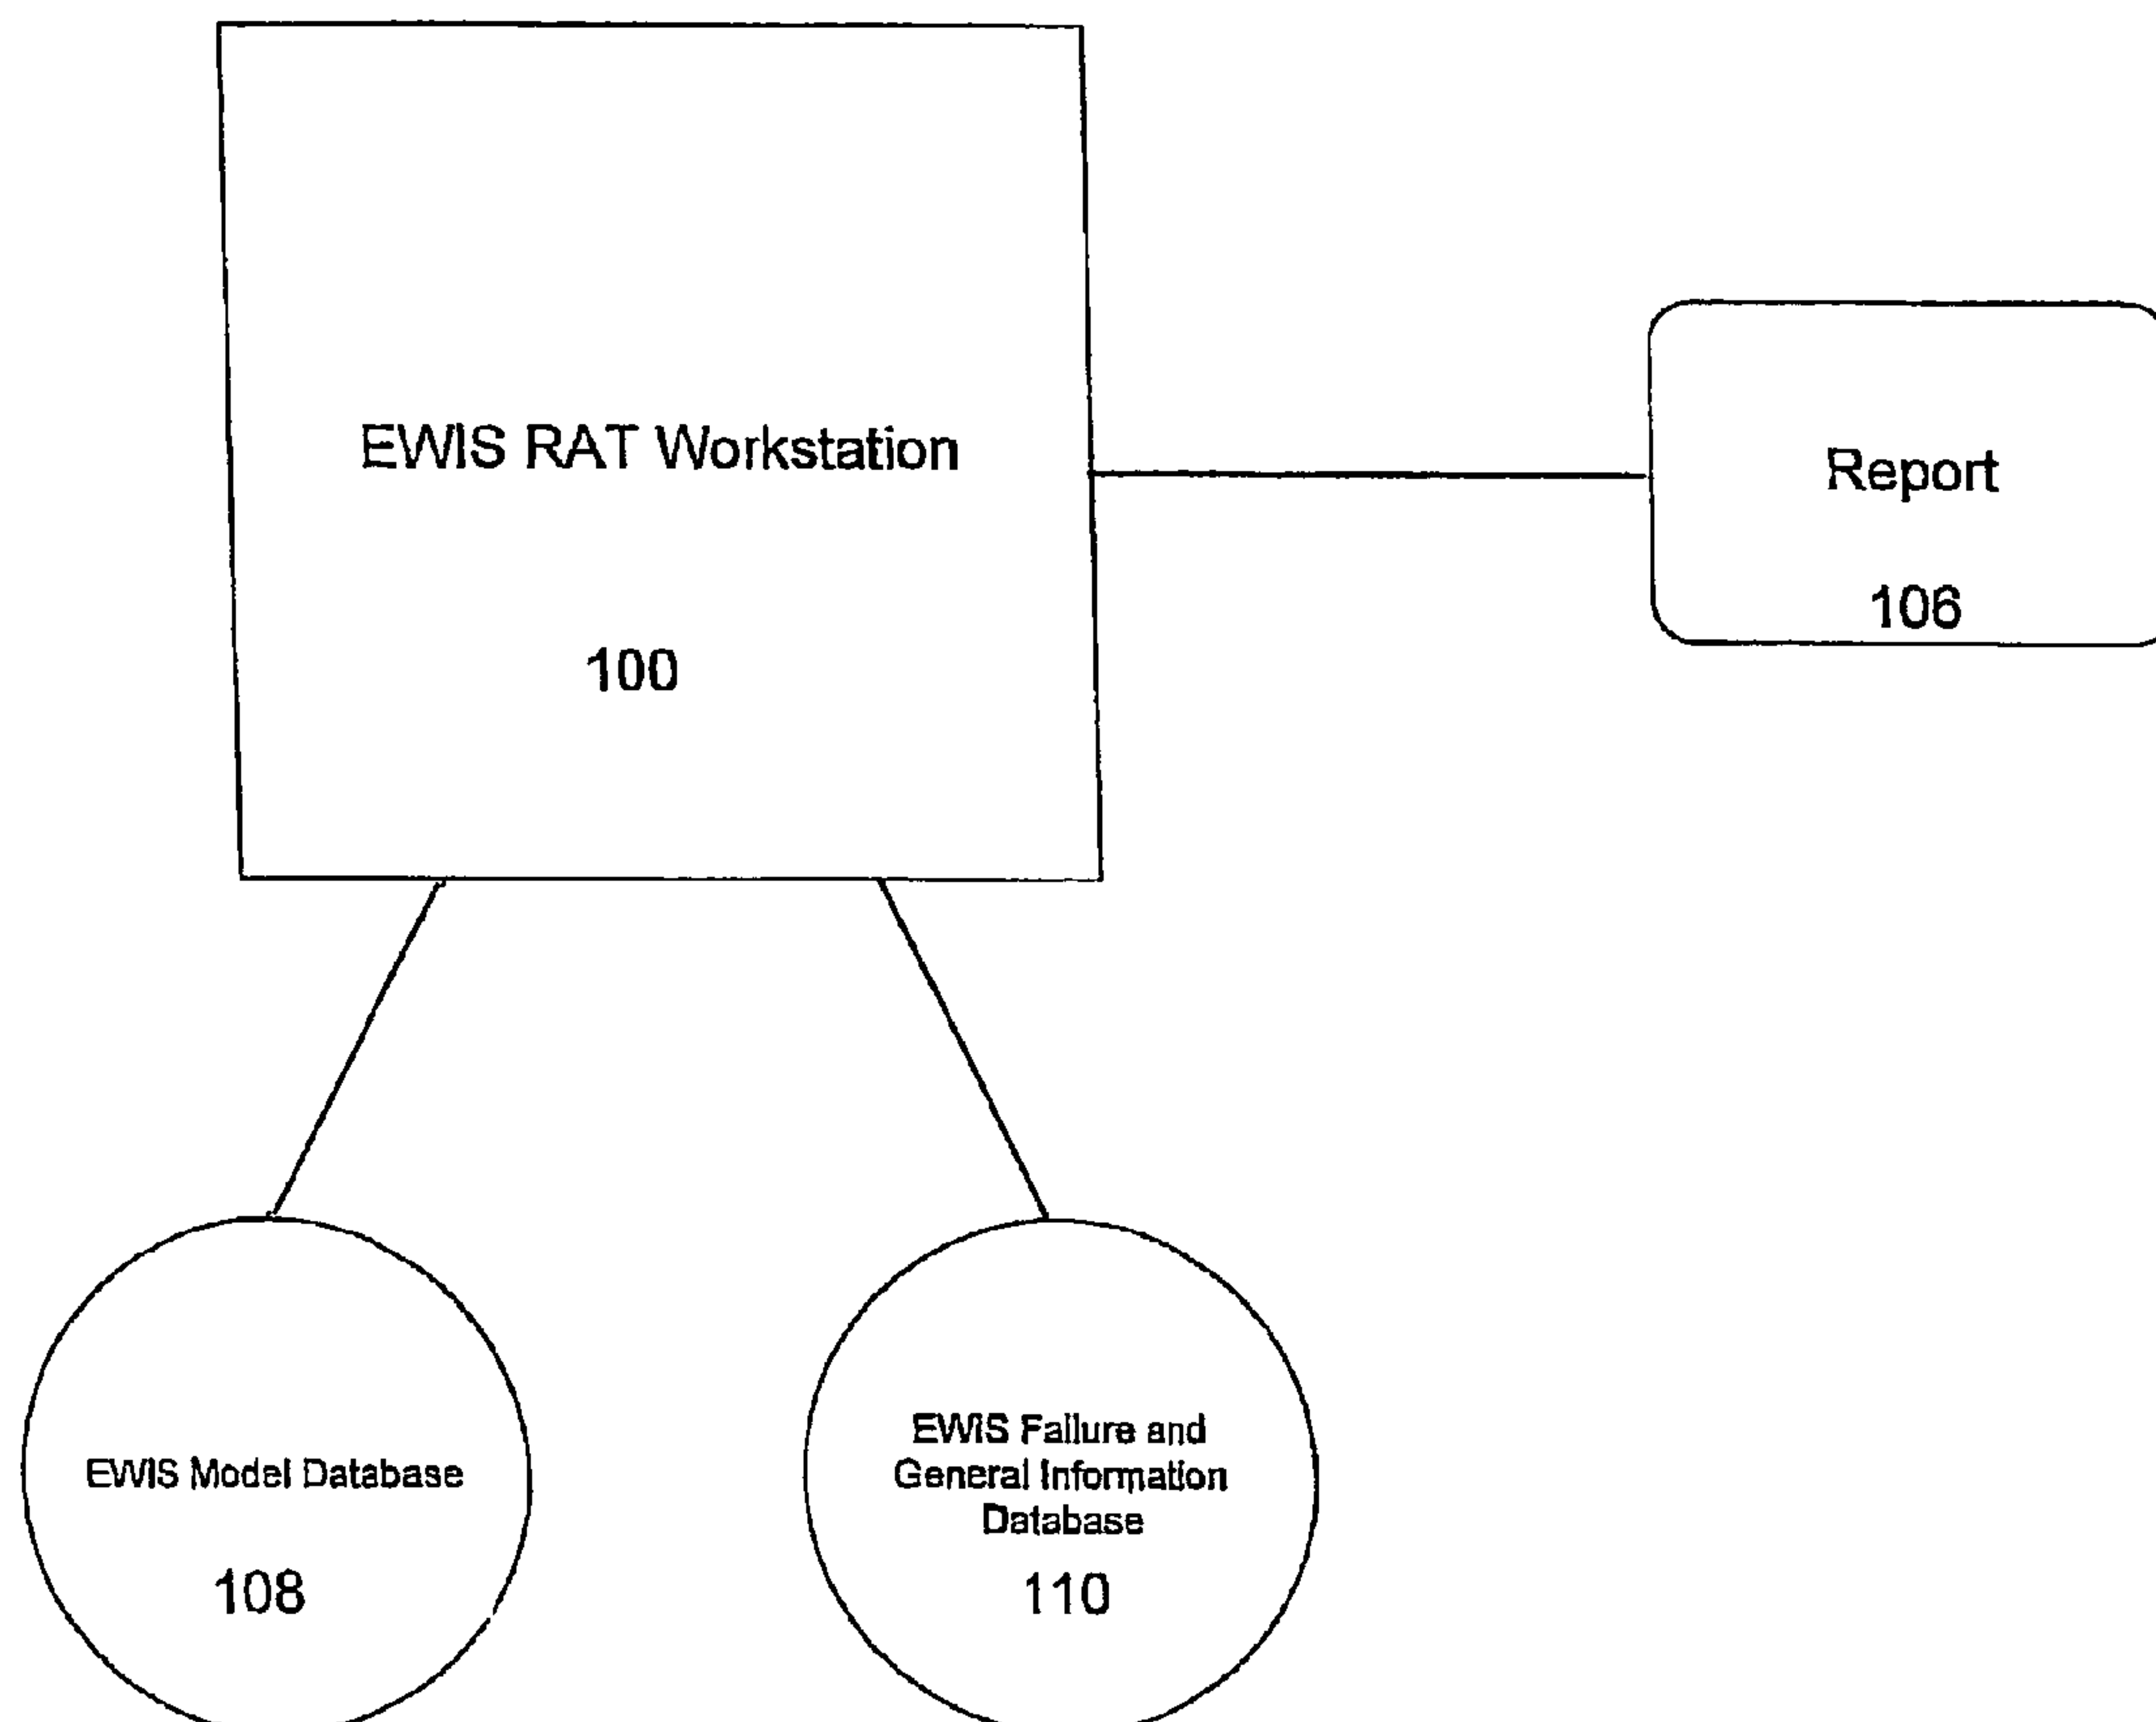 EWIS RAT Workstation
100
Report
106
EWIS Model Database
108
EWIS Failure and
General Information
Database
110